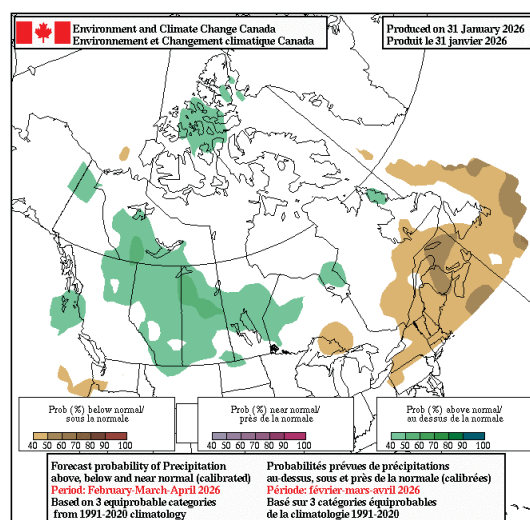 Environment and Climate Change Canada
Environnement et Changement climatique Canada
Produced on 31 January 2026
Produit le 31 janvier 2026
Prob (%) below normal/
sous la normale
40 50 60 70 80 90 100
Prob (%) near normal/
près de la normale
40 50 60 70 80 90 100
Prob (%) above normal/
au dessus de la normale
40 50 60 70 80 90 100
Forecast probability of Precipitation
above, below and near normal (calibrated)
Period: February-March-April 2026
Based on 3 equiprobable categories
from 1991-2020 climatology
Probabilités prévues de précipitations
au-dessus, sous et près de la normale (calibrées)
Période: février-mars-avril 2026
Basé sur 3 catégories équiprobables
de la climatologie 1991-2020